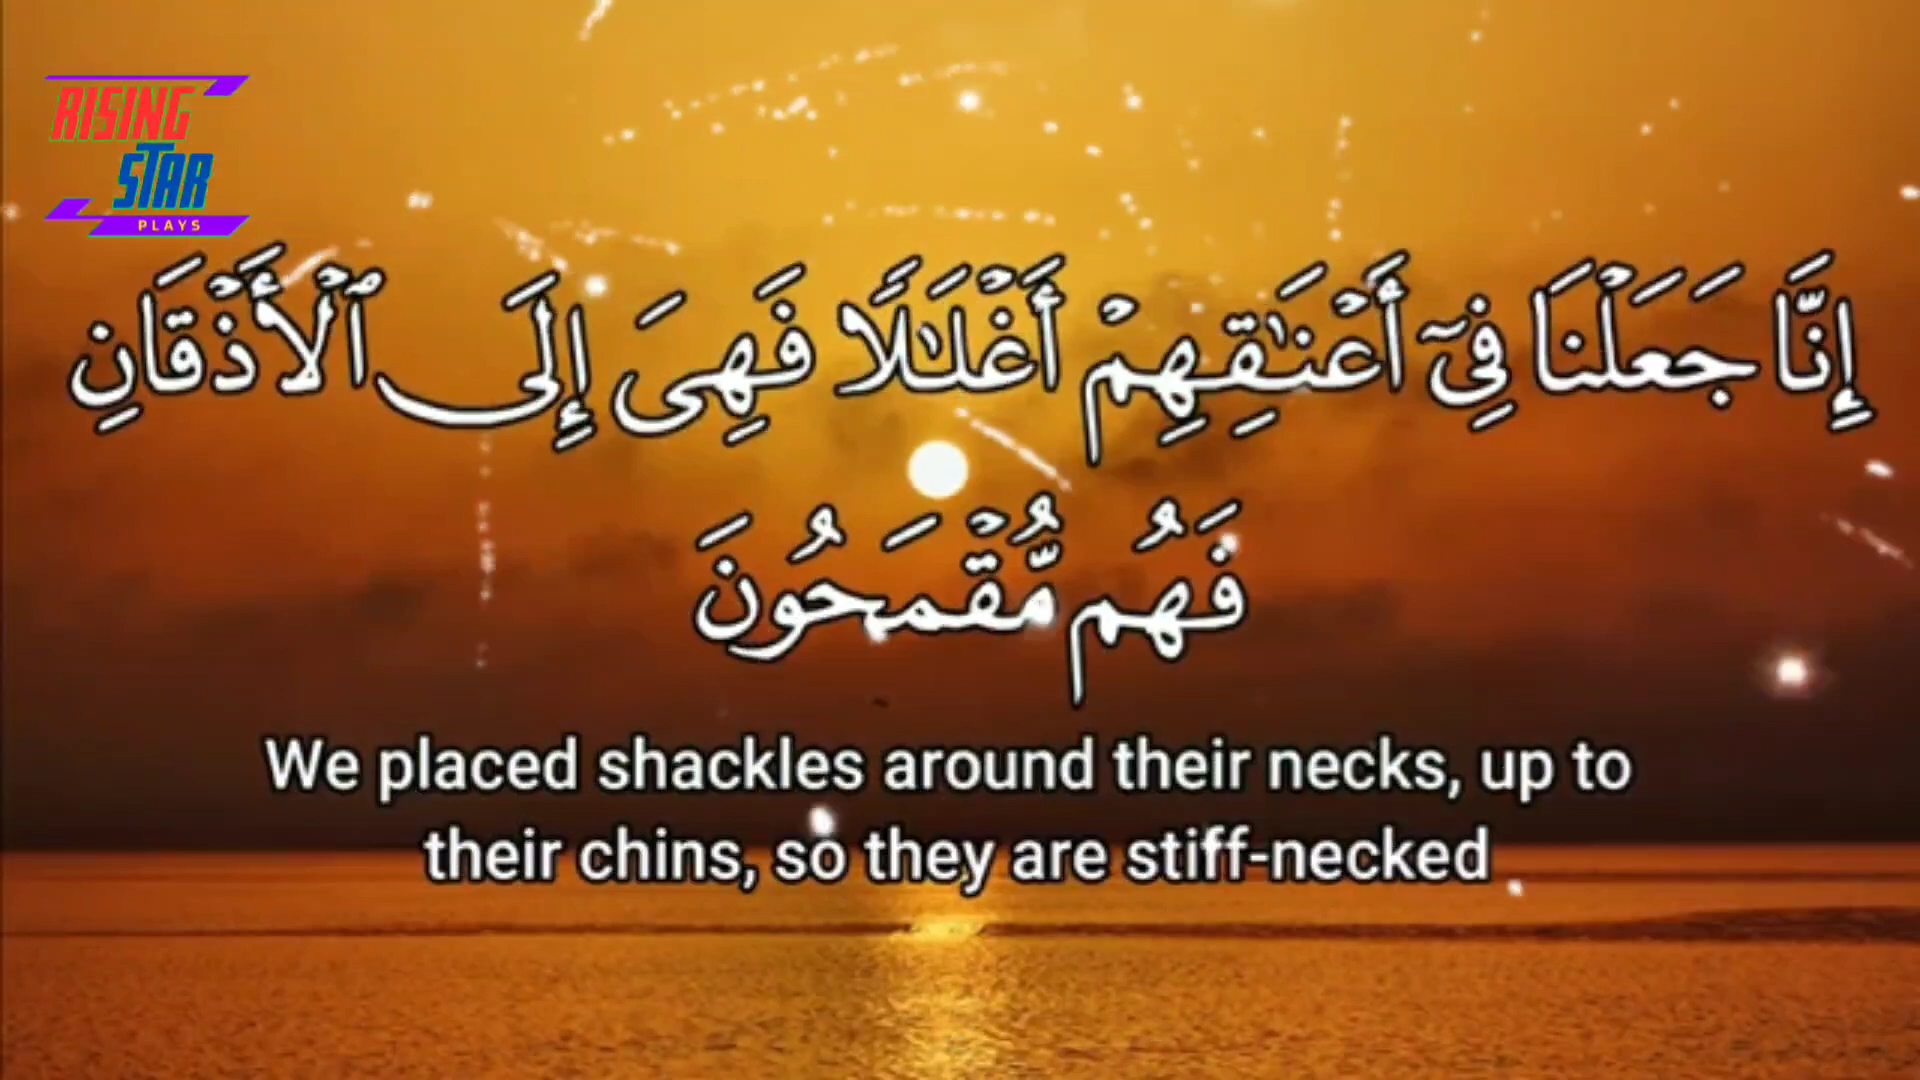 RISING
STAR
PLAYS
إِنَّا جَعَلْنَا فِىٓ أَعْنَـٰقِهِمْ أَغْلَـٰلًا فَهِىَ إِلَى ٱلْأَذْقَانِ
فَهُم مُّقْمَحُونَ
We placed shackles around their necks, up to
their chins, so they are stiff-necked